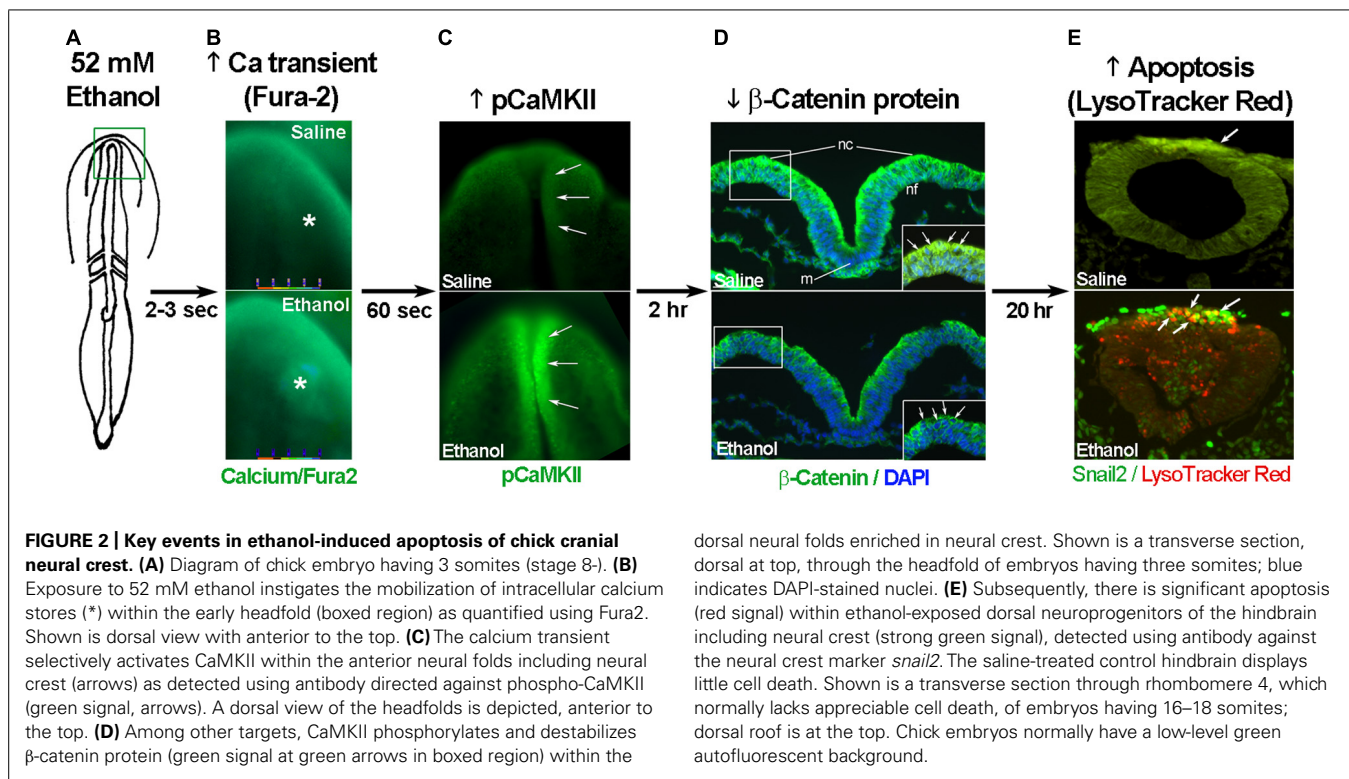 A
52 mM
Ethanol
2-3 sec
B
↑ Ca transient
(Fura-2)
Saline
*
Ethanol
*
Calcium/Fura2
60 sec
C
↑ pCaMKII
Saline
Ethanol
pCaMKII
2 hr
D
↓ β-Catenin protein
nc
nf
m
Saline
Ethanol
β-Catenin / DAPI
20 hr
E
↑ Apoptosis
(LysoTracker Red)
Saline
Ethanol
Snail2 / LysoTracker Red
FIGURE 2 | Key events in ethanol-induced apoptosis of chick cranial
neural crest. (A) Diagram of chick embryo having 3 somites (stage 8-). (B)
Exposure to 52 mM ethanol instigates the mobilization of intracellular calcium
stores (*) within the early headfold (boxed region) as quantified using Fura2.
Shown is dorsal view with anterior to the top. (C) The calcium transient
selectively activates CaMKII within the anterior neural folds including neural
crest (arrows) as detected using antibody directed against phospho-CaMKII
(green signal, arrows). A dorsal view of the headfolds is depicted, anterior to
the top. (D) Among other targets, CaMKII phosphorylates and destabilizes
β-catenin protein (green signal at green arrows in boxed region) within the
dorsal neural folds enriched in neural crest. Shown is a transverse section,
dorsal at top, through the headfold of embryos having three somites; blue
indicates DAPI-stained nuclei. (E) Subsequently, there is significant apoptosis
(red signal) within ethanol-exposed dorsal neuroprogenitors of the hindbrain
including neural crest (strong green signal), detected using antibody against
the neural crest marker snail2. The saline-treated control hindbrain displays
little cell death. Shown is a transverse section through rhombomere 4, which
normally lacks appreciable cell death, of embryos having 16–18 somites;
dorsal roof is at the top. Chick embryos normally have a low-level green
autofluorescent background.